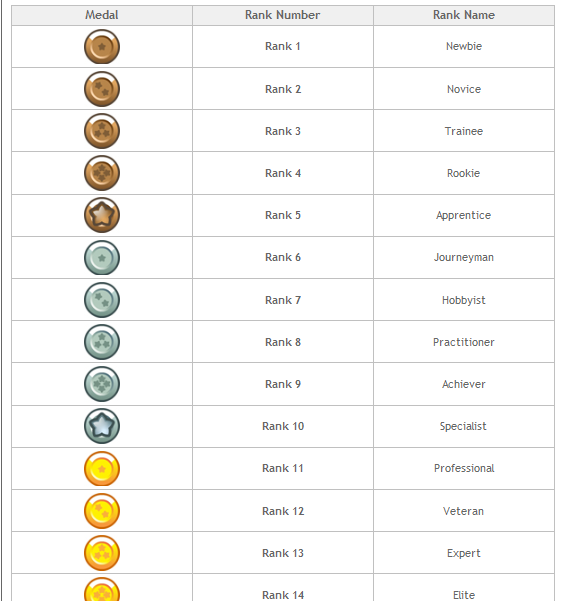 Medal Rank Number Rank Name
Rank 1 Newbie
Rank 2 Novice
Rank 3 Trainee
Rank 4 Rookie
Rank 5 Apprentice
Rank 6 Journeyman
Rank 7 Hobbyist
Rank 8 Practitioner
Rank 9 Achiever
Rank 10 Specialist
Rank 11 Professional
Rank 12 Veteran
Rank 13 Expert
Rank 14 Elite